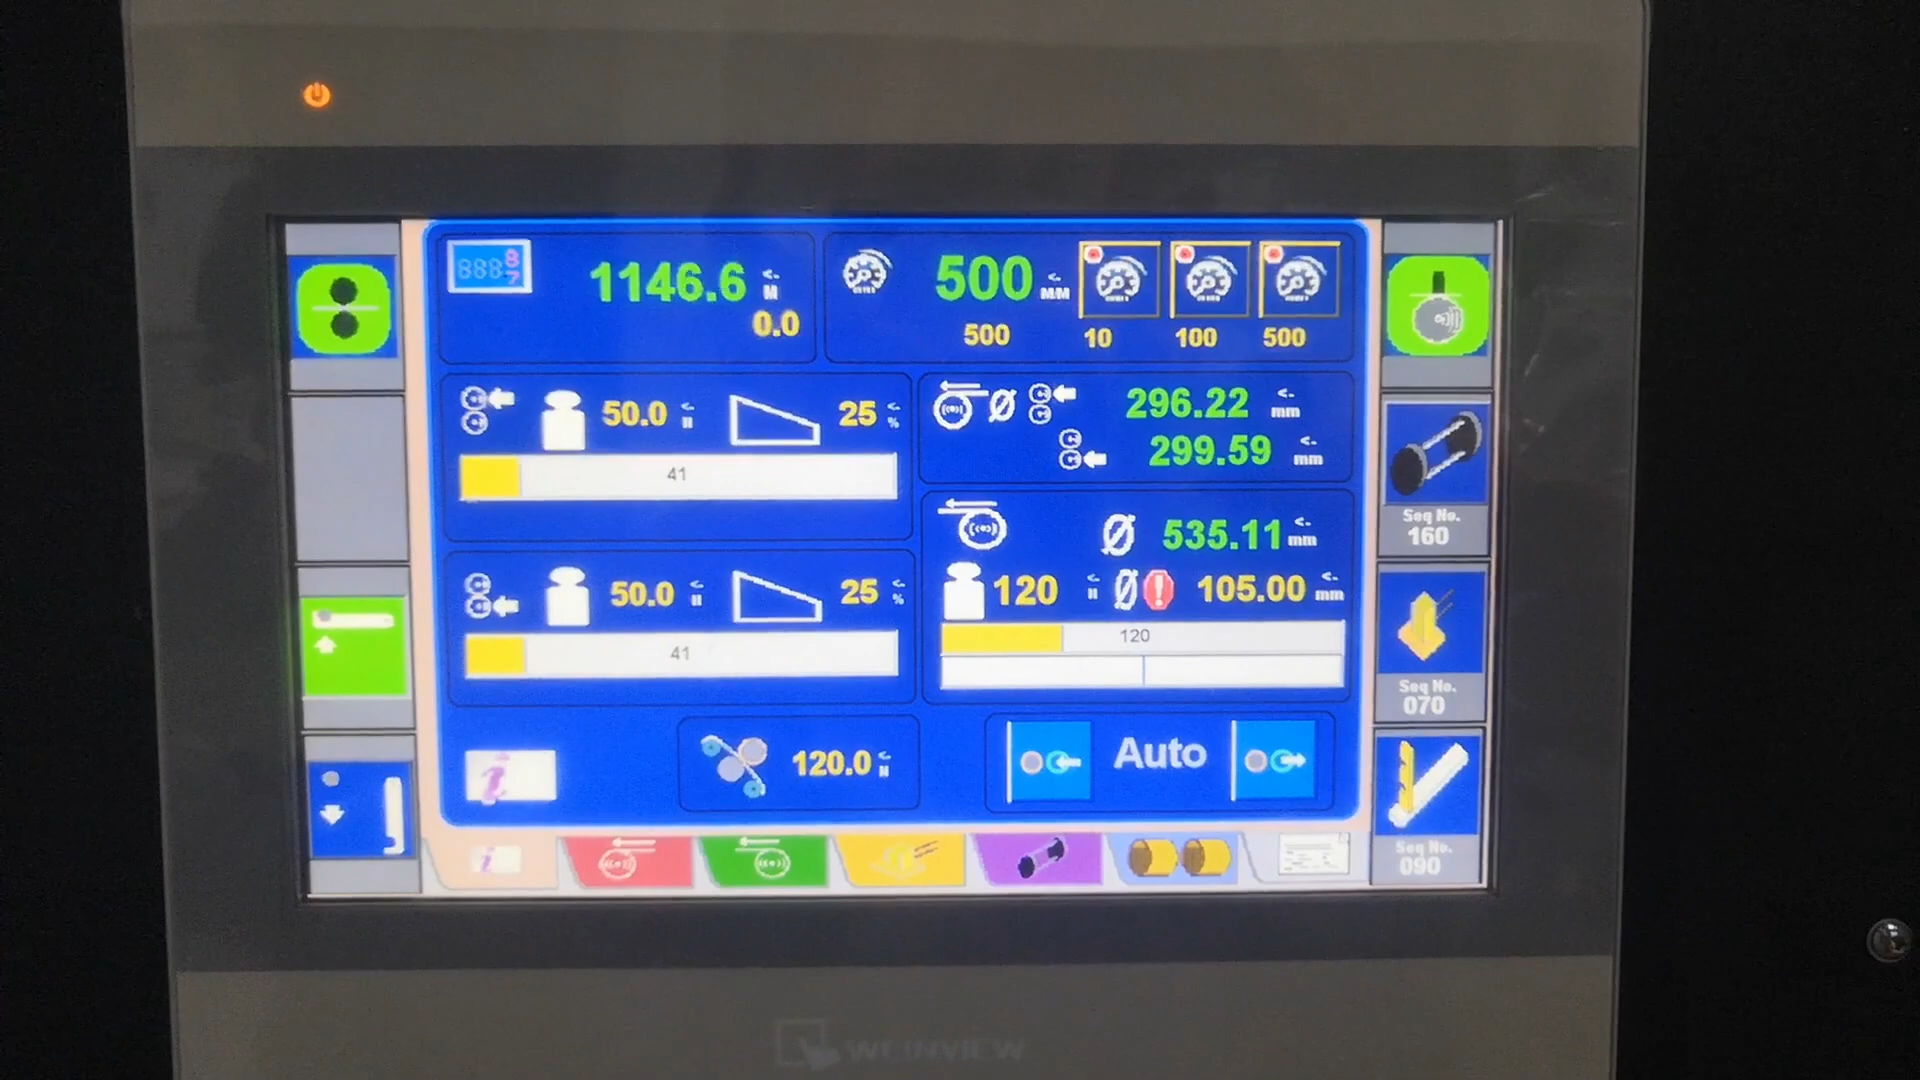 1146.6 M
0.0
500 M/M
500
10
100
500
50.0 N
25 %
41
296.22 mm
299.59 mm
535.11 mm
120 N
105.00 mm
120
50.0 N
25 %
41
120.0 N
Auto
Seq No.
160
Seq No.
070
Seq No.
090
WEINVIEW